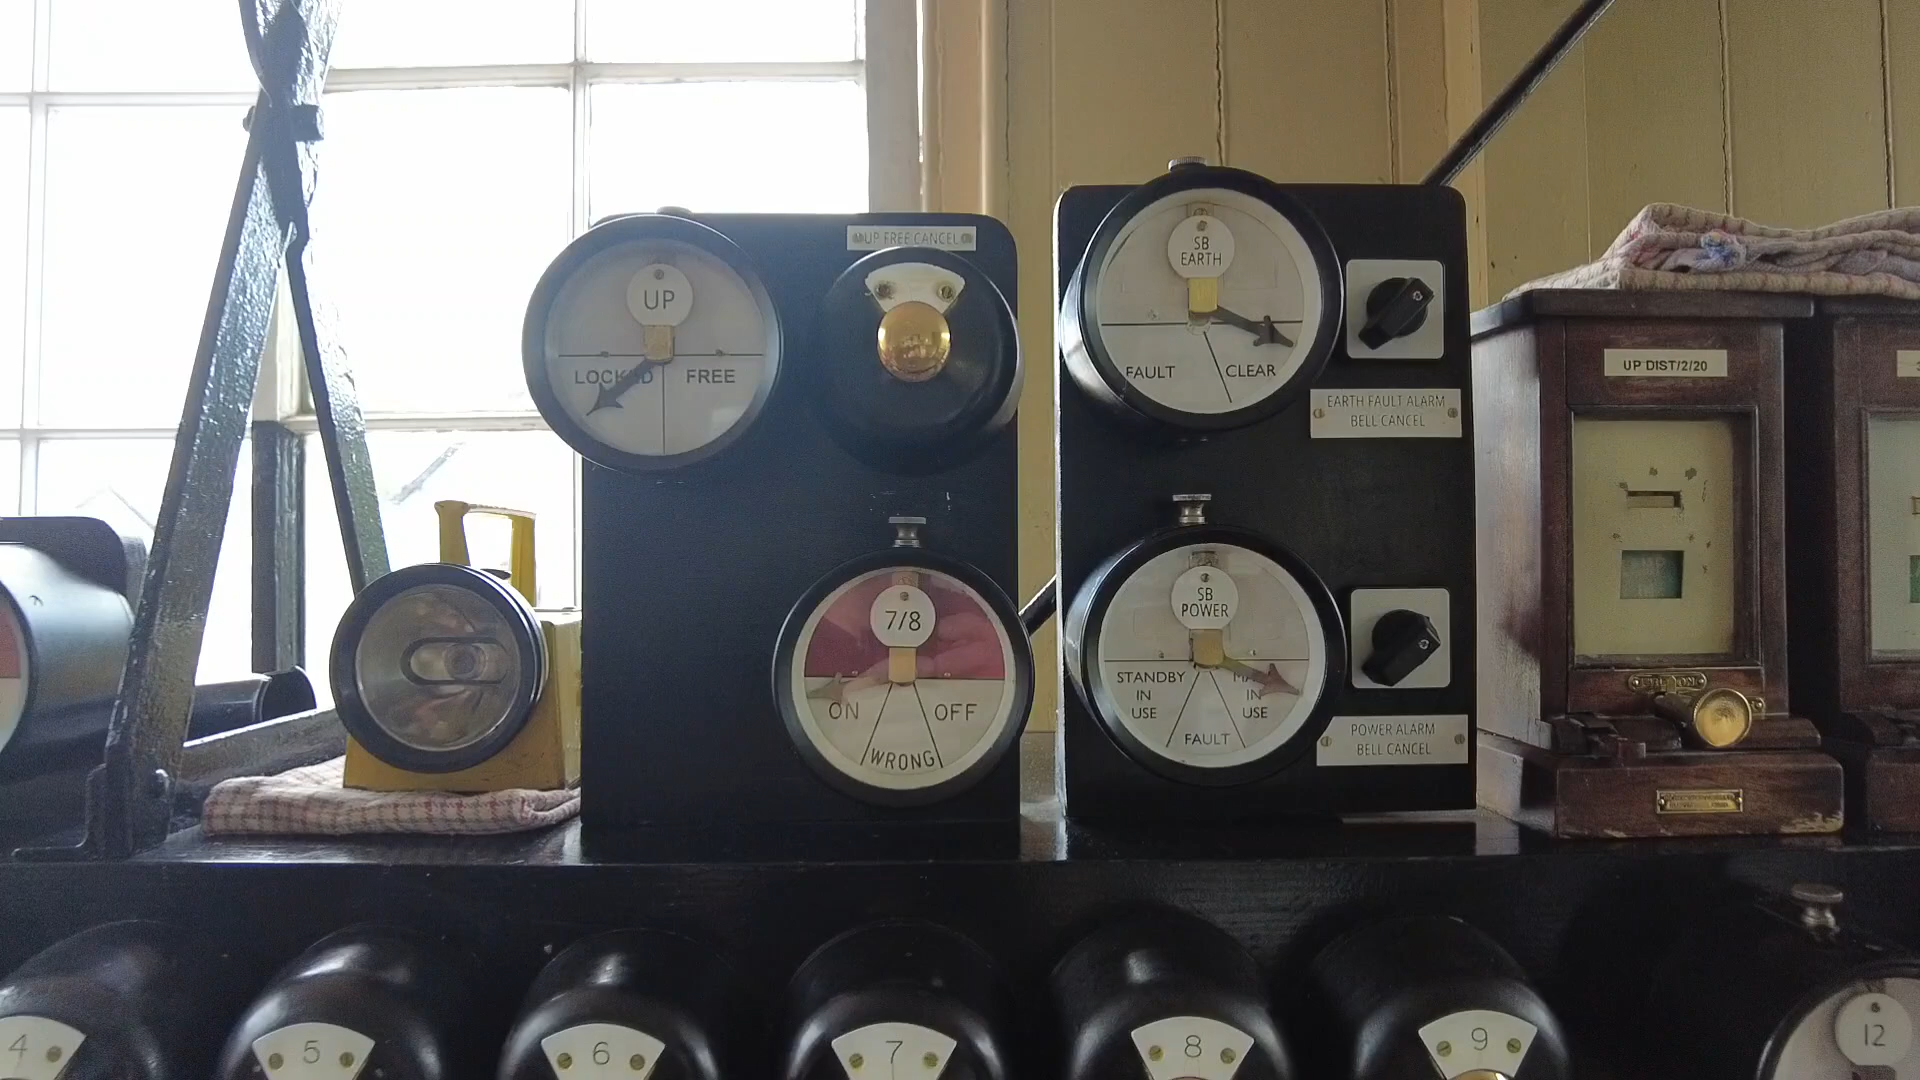 UP FREE CANCEL
UP
LOCKED FREE
SB
EARTH
FAULT CLEAR
EARTH FAULT ALARM
BELL CANCEL
UP DIST/2/20
7/8
ON OFF
WRONG
SB
POWER
STANDBY
IN
USE
IN
USE
FAULT
POWER ALARM
BELL CANCEL
4
5
6
7
8
9
12